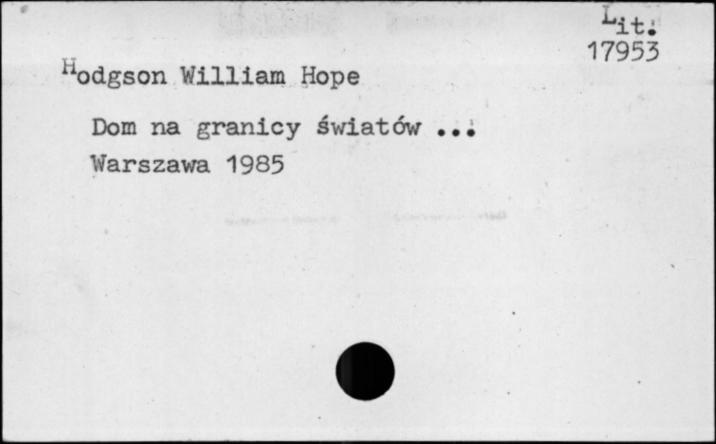 Lit.
17953
Hodgson William Hope
Dom na granicy światów ...
Warszawa 1985